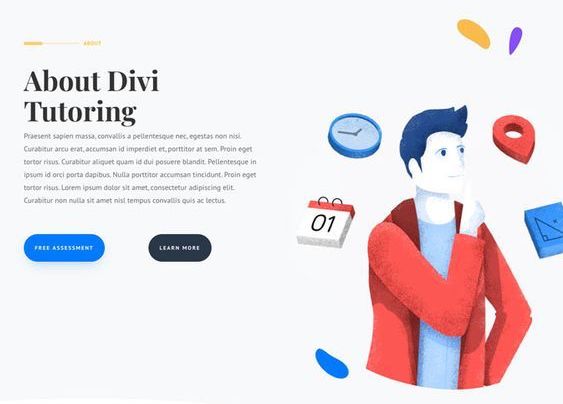 ABOUT
About Divi
Tutoring
Praesent sapien massa, convallis a pellentesque nec, egestas non nisi.
Curabitur arcu erat, accumsan id imperdiet et, porttitor at sem. Proin eget
tortor risus. Curabitur aliquet quam id dui posuere blandit. Pellentesque in
ipsum id orci porta dapibus. Nulla porttitor accumsan tincidunt. Proin eget
tortor risus. Lorem ipsum dolor sit amet, consectetur adipiscing elit.
Curabitur non nulla sit amet nisl tempus convallis quis ac lectus.
FREE ASSESSMENT
LEARN MORE
01